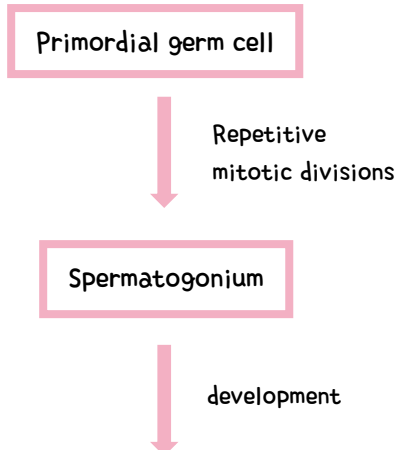 Primordial germ cell
Repetitive
mitotic divisions
Spermatogonium
development